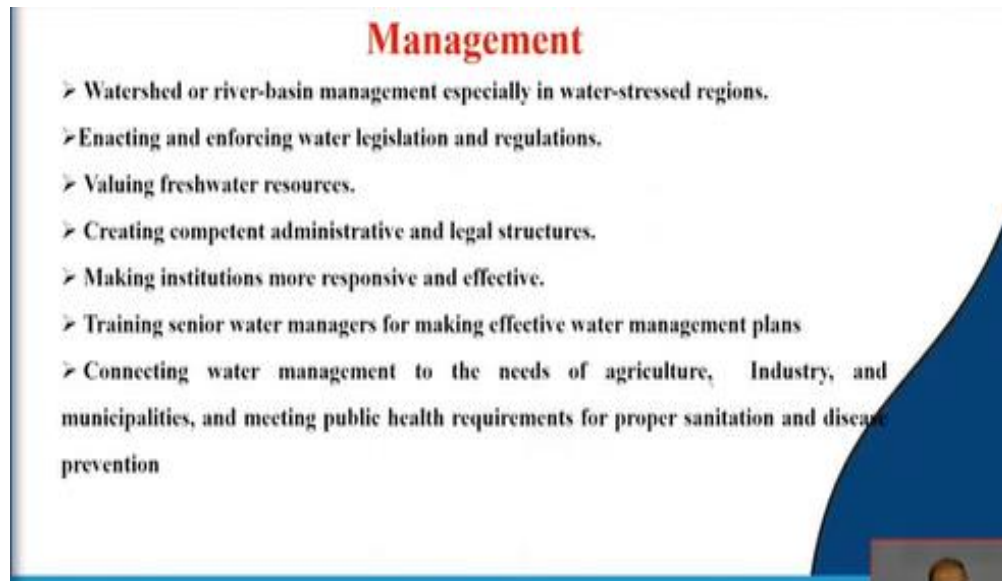 Management
➢ Watershed or river-basin management especially in water-stressed regions.
➢Enacting and enforcing water legislation and regulations.
➢ Valuing freshwater resources.
➢ Creating competent administrative and legal structures.
➢ Making institutions more responsive and effective.
➢ Training senior water managers for making effective water management plans
➢ Connecting water management to the needs of agriculture, Industry, and
municipalities, and meeting public health requirements for proper sanitation and disease
prevention